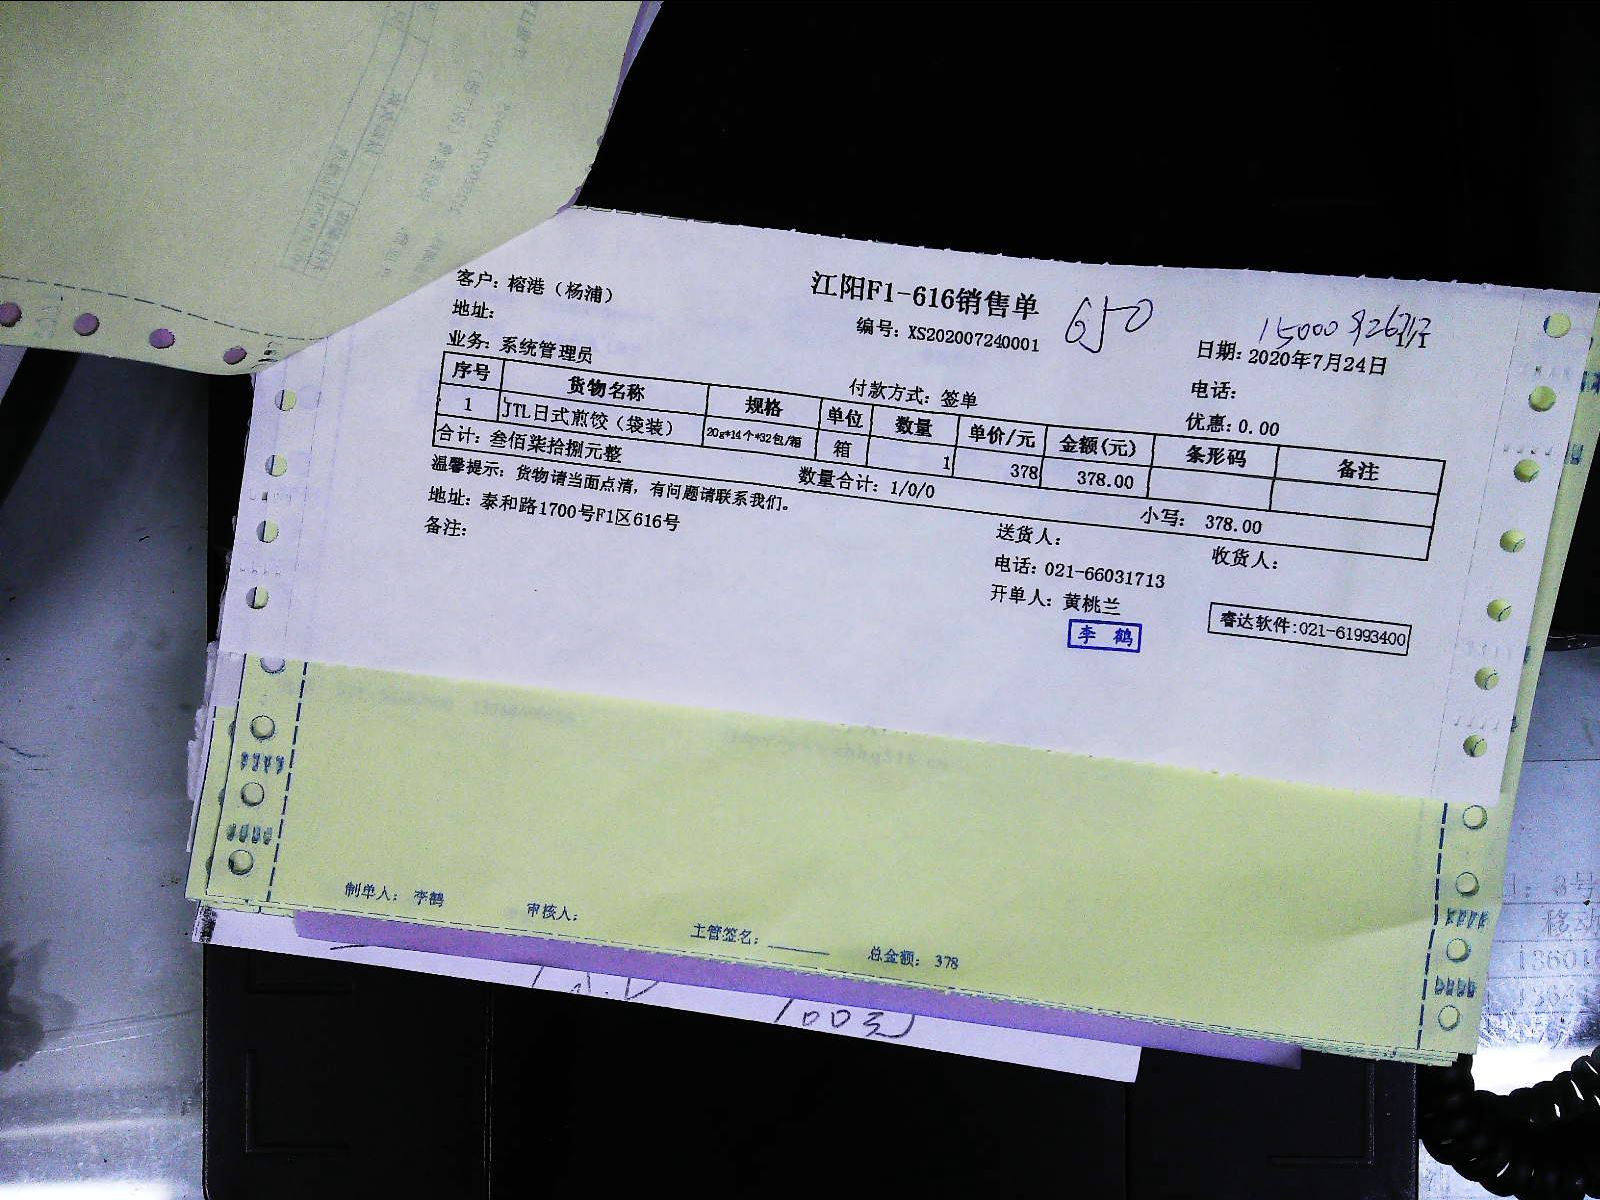 江阳F1-616销售单
650
客户: 榕港（杨浦）
编号: XS202007240001
15000
日期: 2020年7月24日
地址:
电话:
业务: 系统管理员
付款方式: 签单
优惠: 0.00
序号 货物名称 规格 单位 数量 单价/元 金额(元) 条形码 备注
1 JTL日式煎饺（袋装） 20g*14个*32包/箱 箱 1 378 378.00
合计: 叁佰柒拾捌元整 数量合计: 1/0/0 小写: 378.00
温馨提示: 货物请当面点清, 有问题请联系我们。 送货人: 收货人:
地址: 泰和路1700号F1区616号 电话: 021-66031713
备注: 开单人: 黄桃兰 睿达软件:021-61993400
李 鹤
制单人: 李鹤 审核人: 主管签名: 总金额: 378